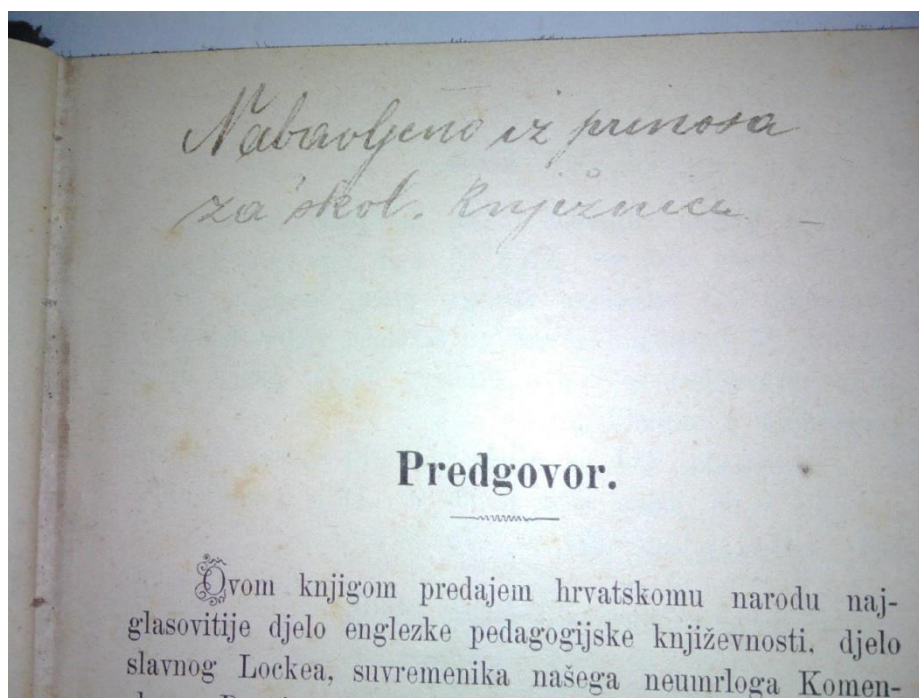 Nabavljeno iz prinosa
za škol. knjižnicu
Predgovor.
Ovom knjigom predajem hrvatskomu narodu naj-
glasovitije djelo englezke pedagogijske književnosti, djelo
slavnog Lockea, suvremenika našega neumrloga Komen-